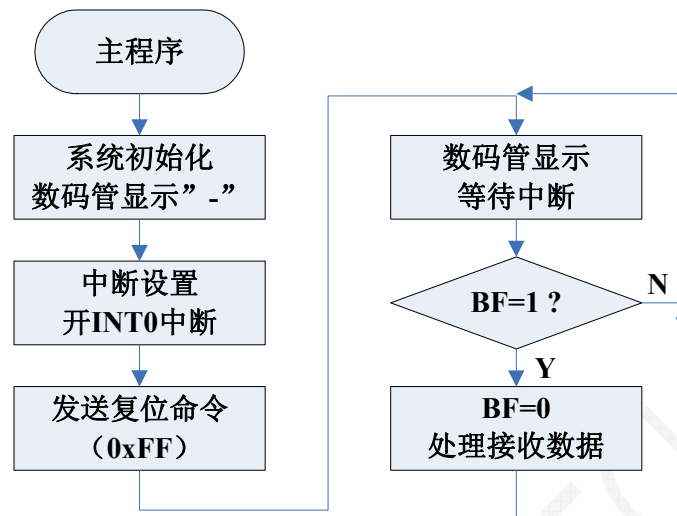 主程序
系统初始化
数码管显示”-”
中断设置
开INT0中断
发送复位命令
（0xFF）
数码管显示
等待中断
BF=1 ?
N
Y
BF=0
处理接收数据